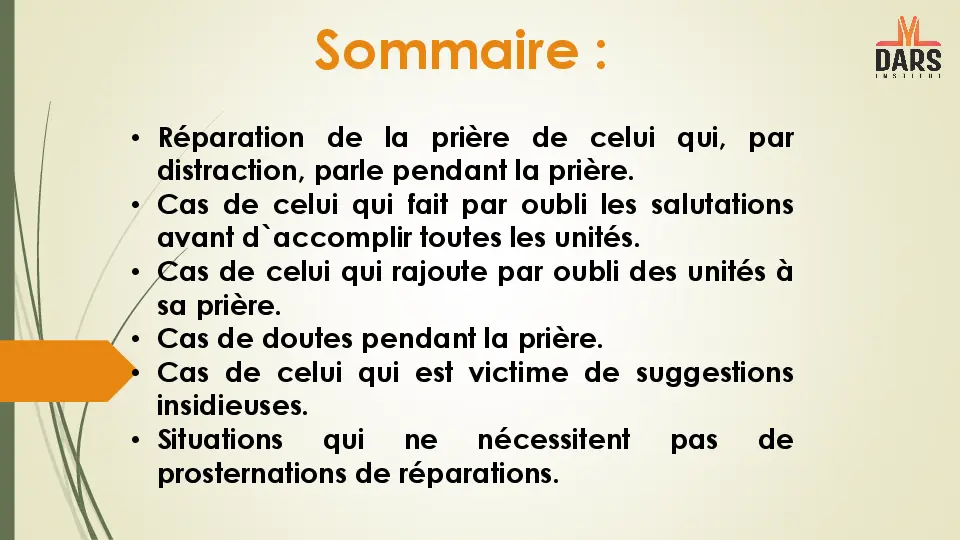 Sommaire :
DARS
INSTITUT
• Réparation de la prière de celui qui, par
distraction, parle pendant la prière.
• Cas de celui qui fait par oubli les salutations
avant d`accomplir toutes les unités.
• Cas de celui qui rajoute par oubli des unités à
sa prière.
• Cas de doutes pendant la prière.
• Cas de celui qui est victime de suggestions
insidieuses.
• Situations qui ne nécessitent pas de
prosternations de réparations.